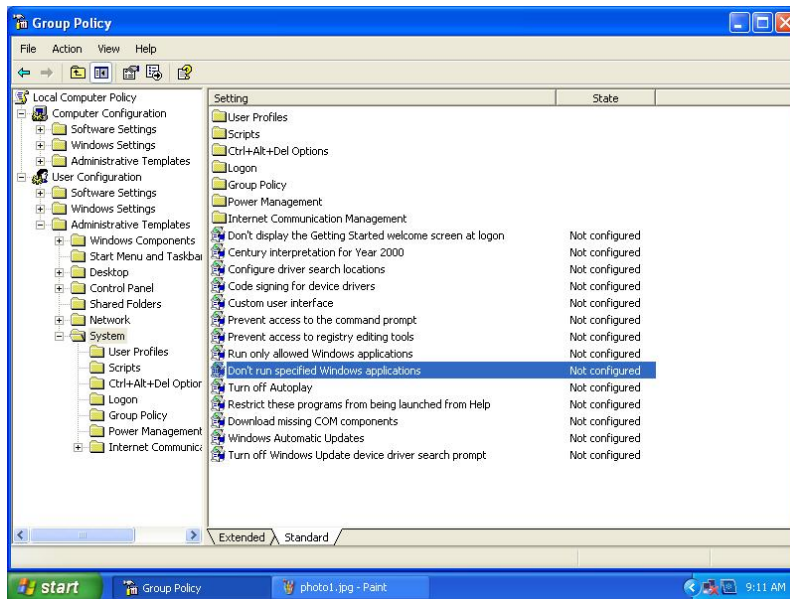 Group Policy
File Action View Help
Local Computer Policy
Computer Configuration
Software Settings
Windows Settings
Administrative Templates
User Configuration
Software Settings
Windows Settings
Administrative Templates
Windows Components
Start Menu and Taskbar
Desktop
Control Panel
Shared Folders
Network
System
User Profiles
Scripts
Ctrl+Alt+Del Option
Logon
Group Policy
Power Management
Internet Communica
Setting State
User Profiles
Scripts
Ctrl+Alt+Del Options
Logon
Group Policy
Power Management
Internet Communication Management
Don't display the Getting Started welcome screen at logon Not configured
Century interpretation for Year 2000 Not configured
Configure driver search locations Not configured
Code signing for device drivers Not configured
Custom user interface Not configured
Prevent access to the command prompt Not configured
Prevent access to registry editing tools Not configured
Run only allowed Windows applications Not configured
Don't run specified Windows applications Not configured
Turn off Autoplay Not configured
Restrict these programs from being launched from Help Not configured
Download missing COM components Not configured
Windows Automatic Updates Not configured
Turn off Windows Update device driver search prompt Not configured
Extended Standard
start Group Policy photo1.jpg - Paint 9:11 AM